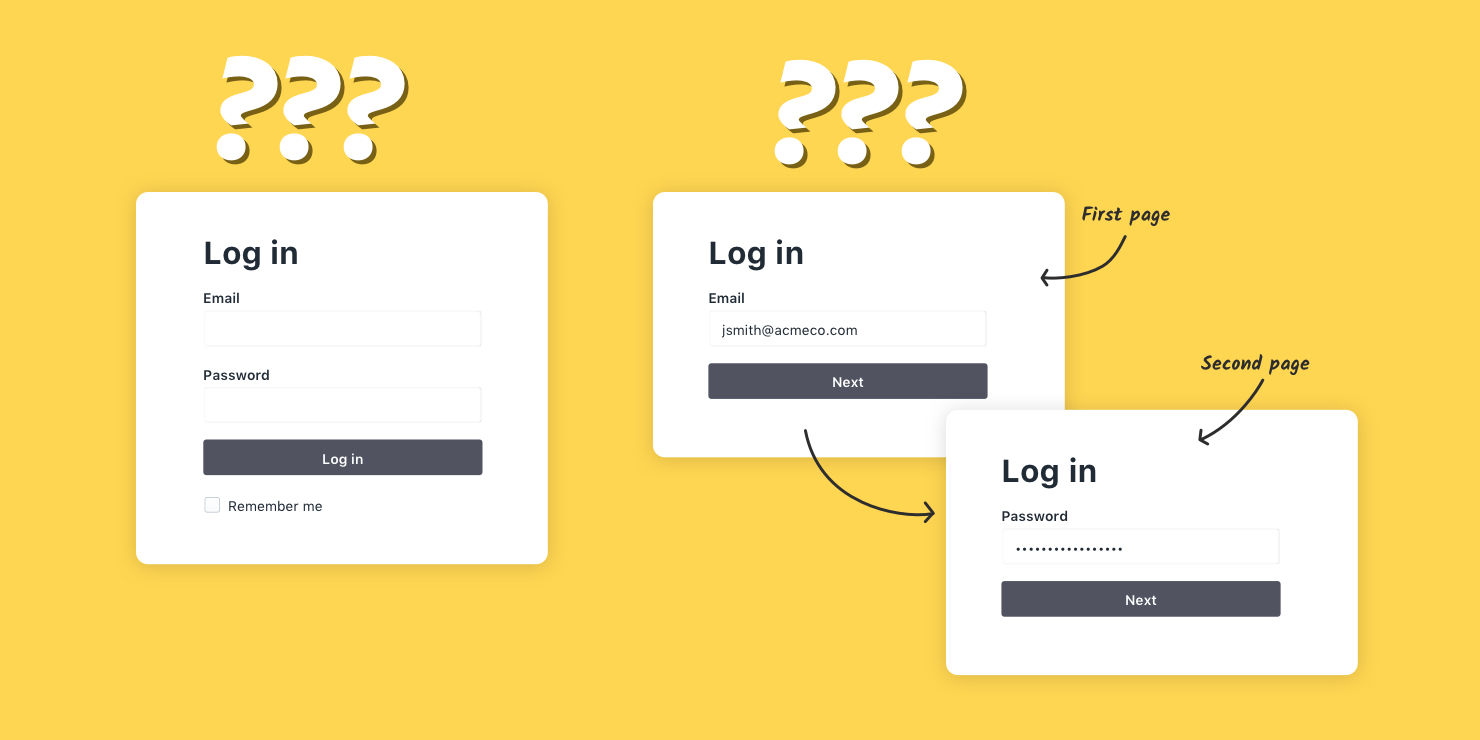 ???
Log in
Email
Password
Log in
Remember me
???
First page
Log in
Email
jsmith@acmeco.com
Next
Second page
Log in
Password
•••••••••••••••••
Next